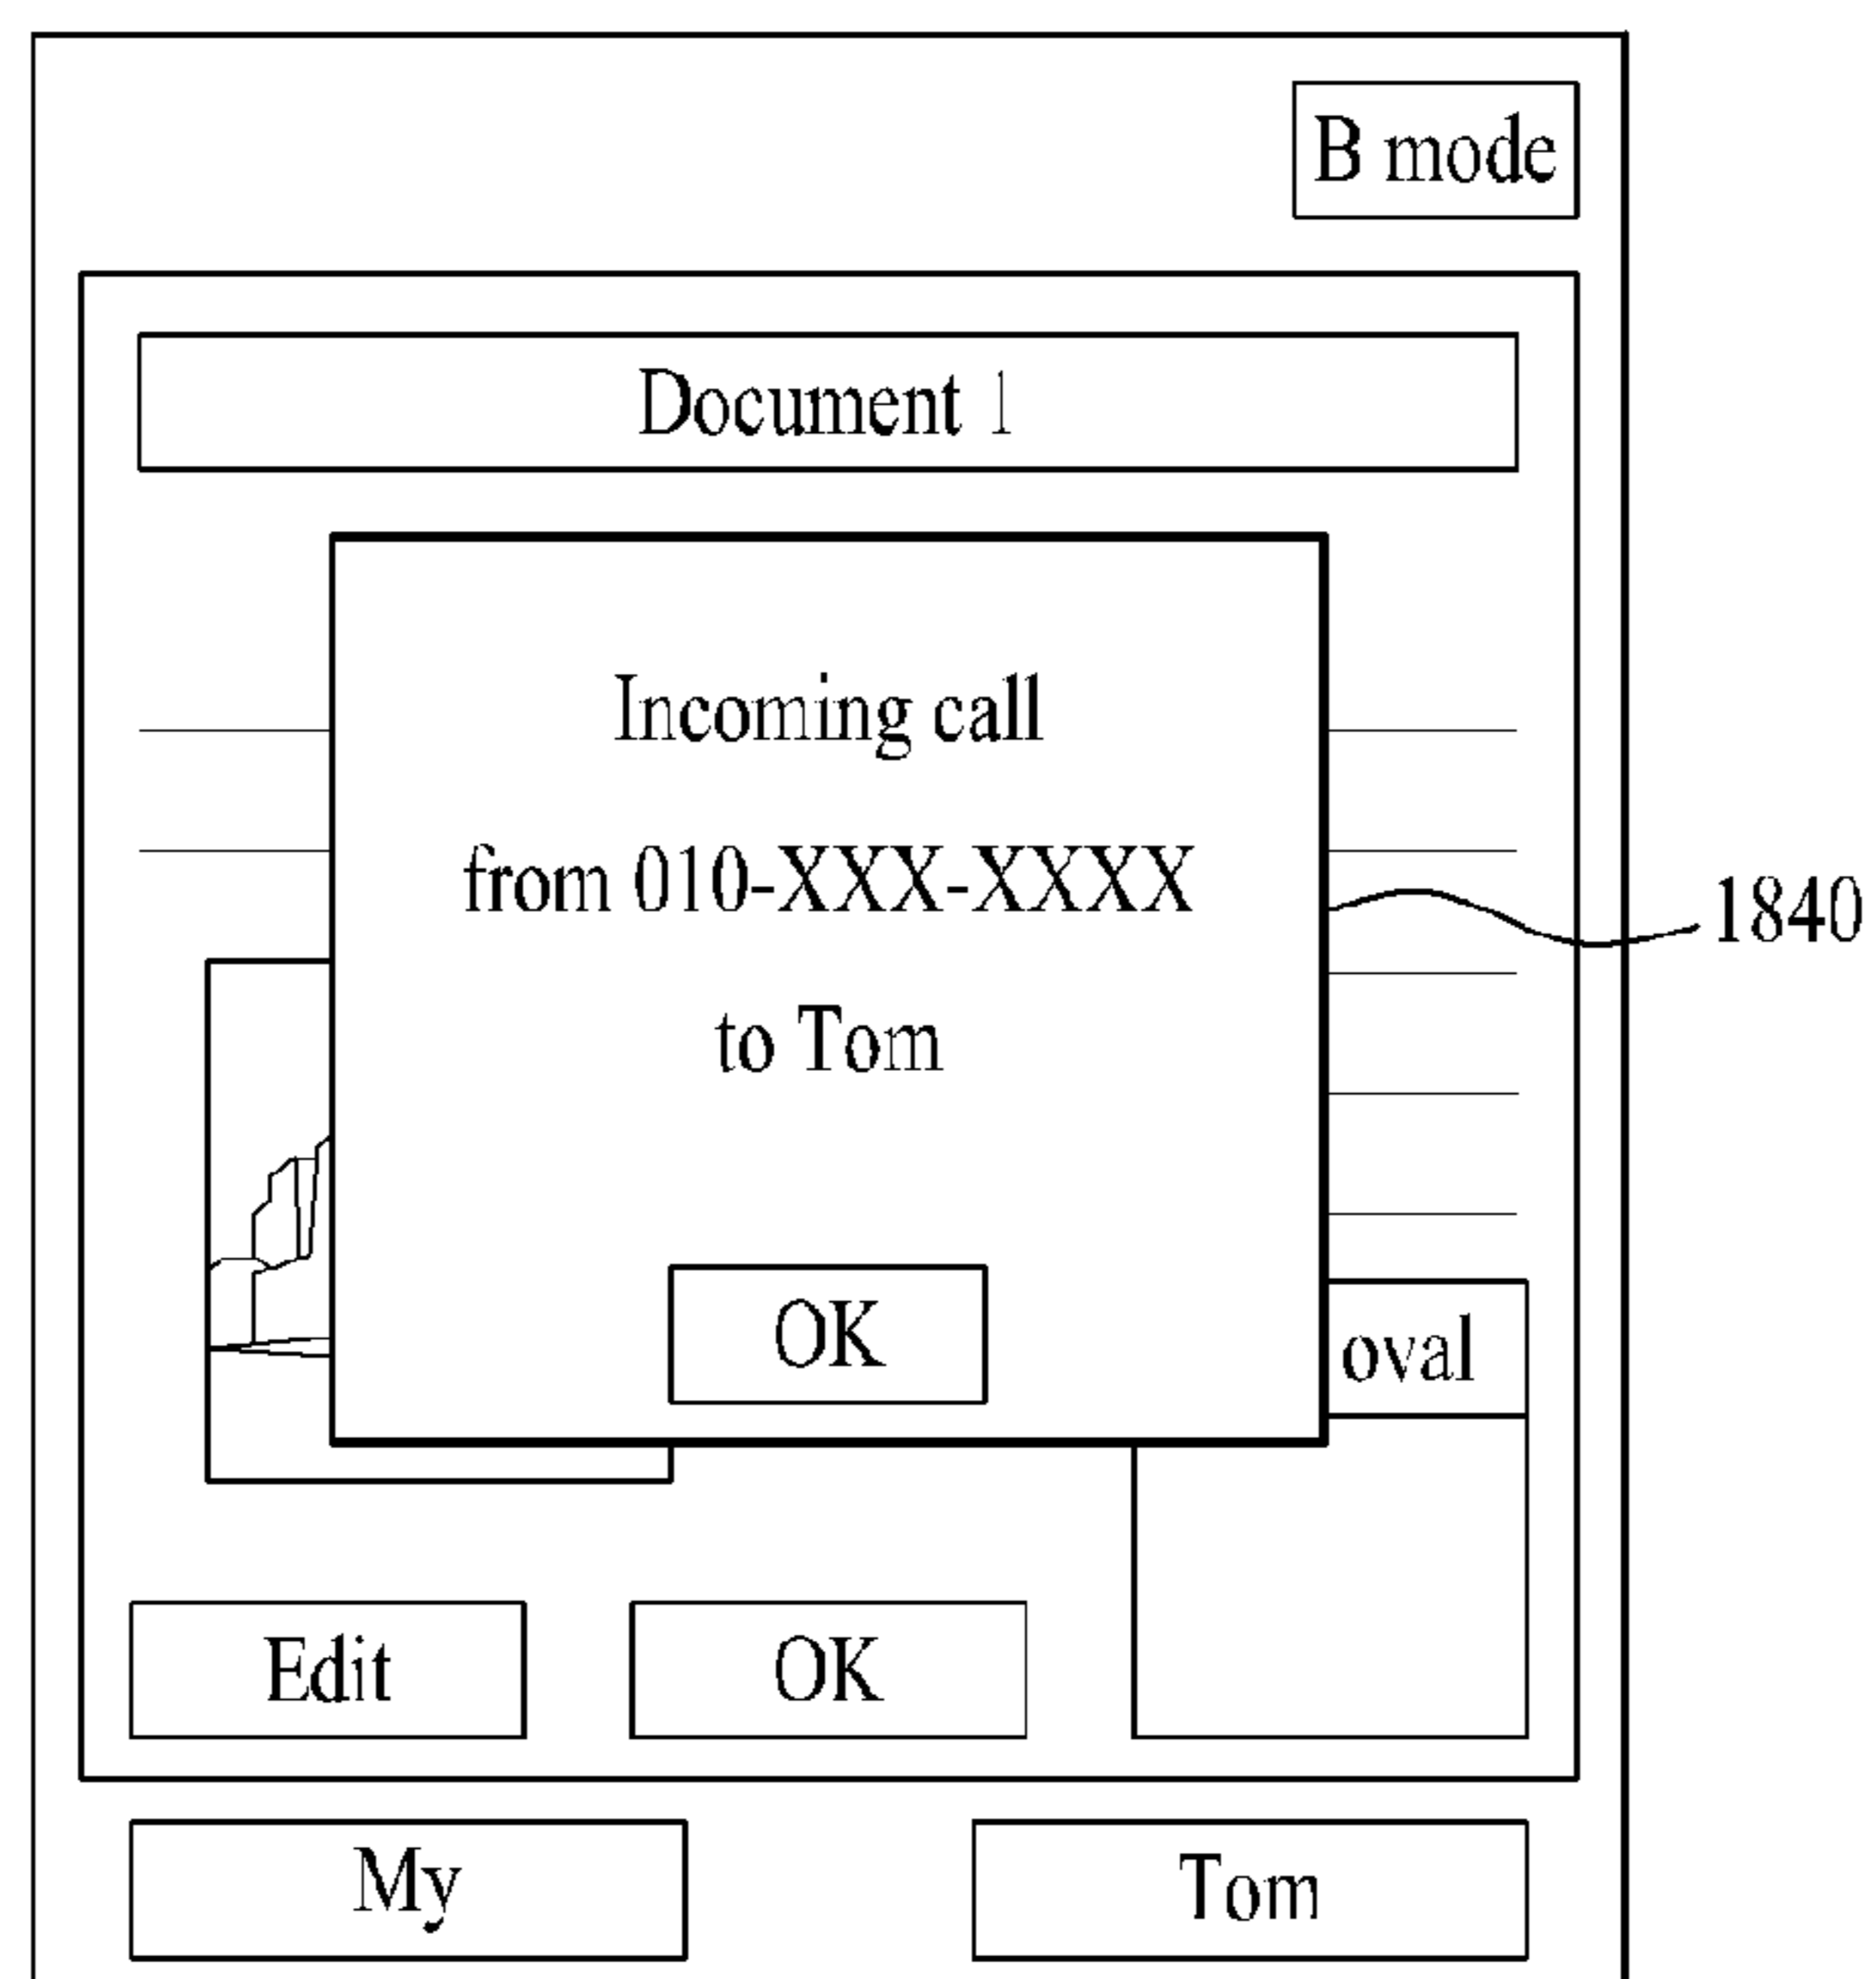 B mode
Document 1
Incoming call
from 010-XXX-XXXX
to Tom
1840
OK
oval
Edit
OK
My
Tom